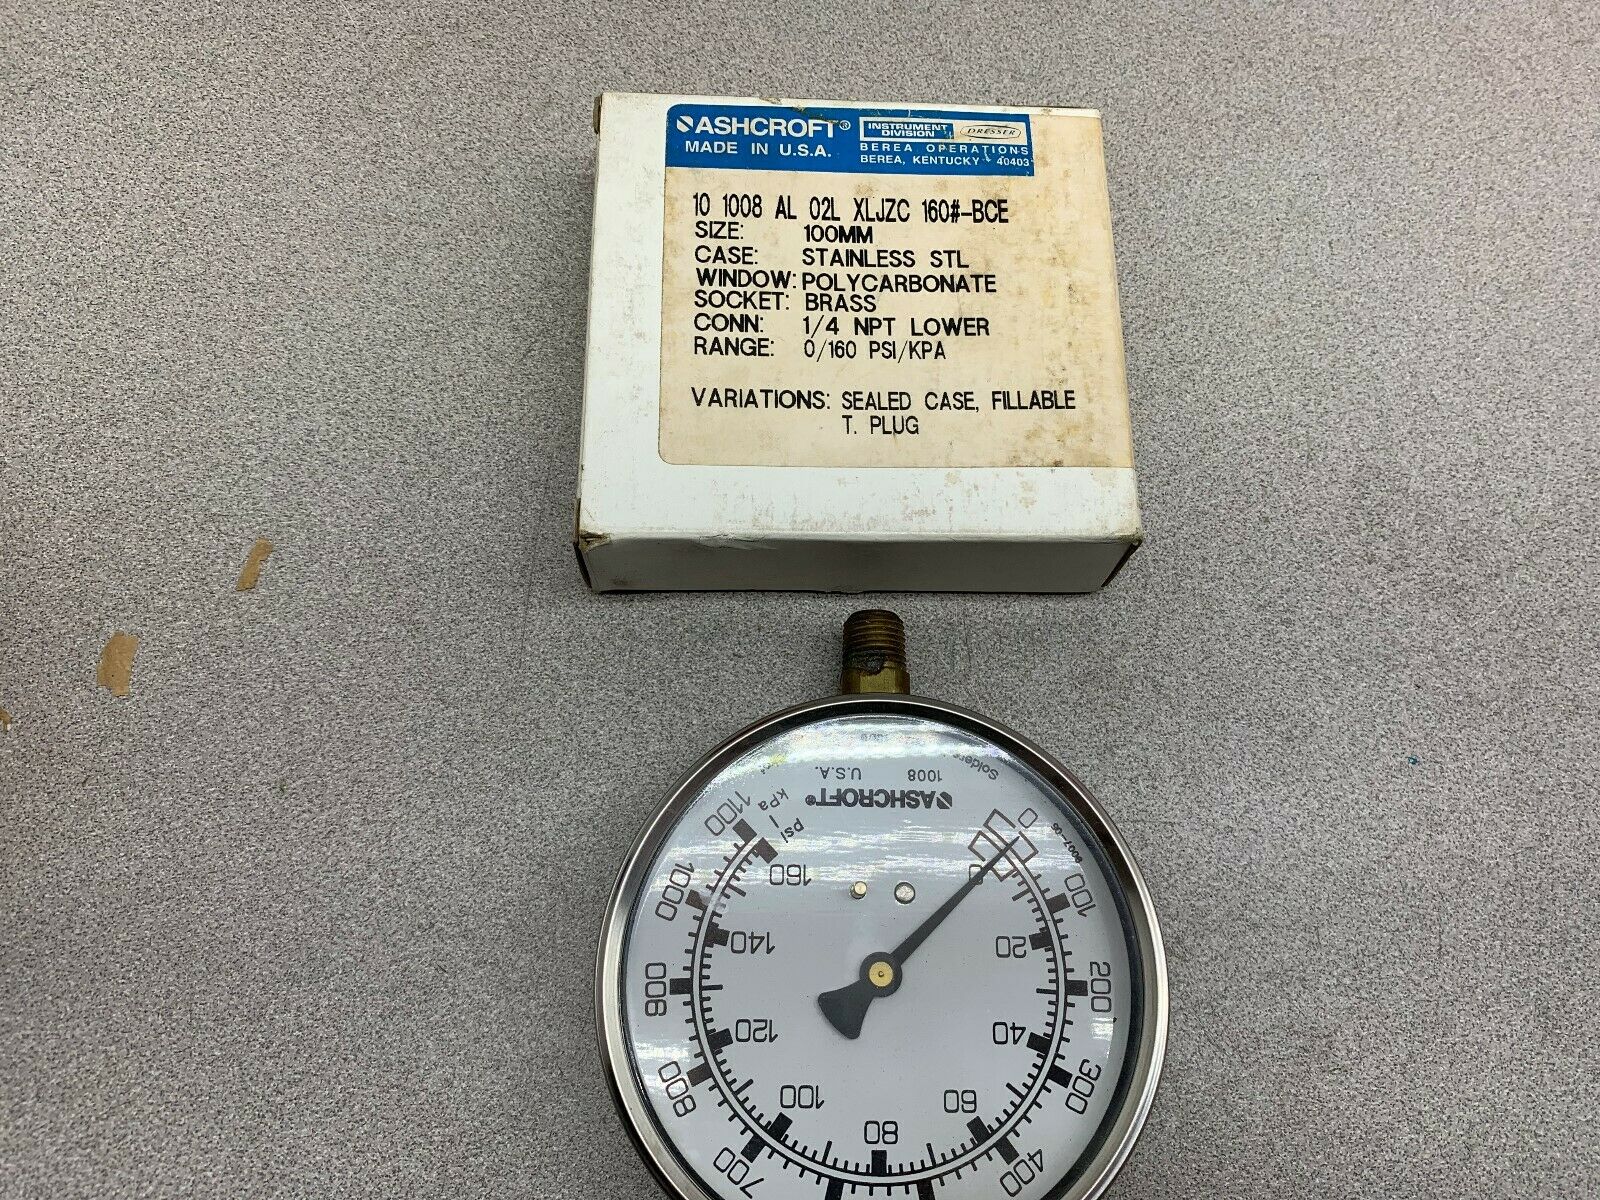 ASHCROFT®
MADE IN U.S.A.
INSTRUMENT DIVISION
DRESSER
BEREA OPERATIONS
BEREA, KENTUCKY 40403
10 1008 AL 02L XLJZC 160#-BCE
SIZE: 100MM
CASE: STAINLESS STL
WINDOW: POLYCARBONATE
SOCKET: BRASS
CONN: 1/4 NPT LOWER
RANGE: 0/160 PSI/KPA
VARIATIONS: SEALED CASE, FILLABLE
T. PLUG
1008 U.S.A.
ASHCROFT®
kPa
psi
0
100
200
300
400
700
800
900
1000
1100
0
20
40
60
80
100
120
140
160